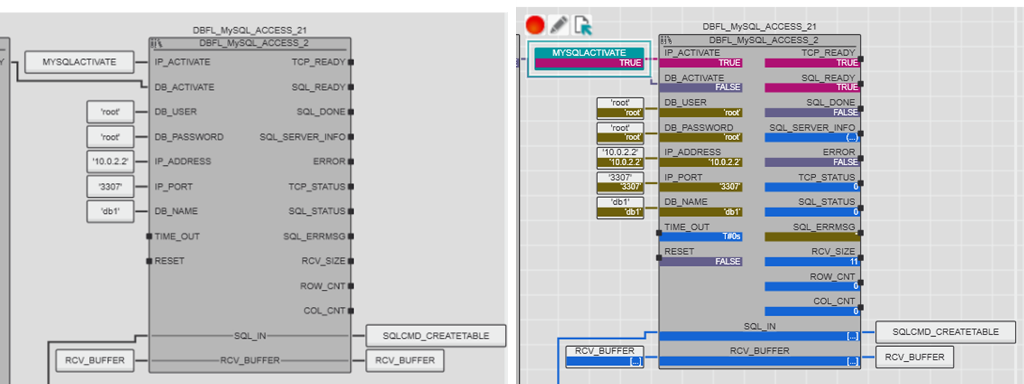 DBFL_MySQL_ACCESS_21
DBFL_MySQL_ACCESS_2
Y
MYSQLACTIVATE
IP_ACTIVATE
TCP_READY
DB_ACTIVATE
SQL_READY
'root'
DB_USER
SQL_DONE
'root'
DB_PASSWORD
SQL_SERVER_INFO
'10.0.2.2'
IP_ADDRESS
ERROR
'3307'
IP_PORT
TCP_STATUS
'db1'
DB_NAME
SQL_STATUS
TIME_OUT
SQL_ERRMSG
RESET
RCV_SIZE
ROW_CNT
COL_CNT
SQL_IN
SQLCMD_CREATETABLE
RCV_BUFFER
RCV_BUFFER
RCV_BUFFER
DBFL_MySQL_ACCESS_21
DBFL_MySQL_ACCESS_2
MYSQLACTIVATE
TRUE
IP_ACTIVATE
TRUE
TCP_READY
TRUE
DB_ACTIVATE
FALSE
SQL_READY
TRUE
'root'
'root'
DB_USER
'root'
SQL_DONE
FALSE
'root'
'root'
DB_PASSWORD
'root'
SQL_SERVER_INFO
(...)
'10.0.2.2'
'10.0.2.2'
IP_ADDRESS
'10.0.2.2'
ERROR
FALSE
'3307'
'3307'
IP_PORT
'3307'
TCP_STATUS
0
'db1'
'db1'
DB_NAME
'db1'
SQL_STATUS
0
TIME_OUT
T#0s
SQL_ERRMSG
RESET
FALSE
RCV_SIZE
11
ROW_CNT
0
COL_CNT
0
SQL_IN
[...]
SQLCMD_CREATETABLE
RCV_BUFFER
[...]
RCV_BUFFER
[...]
RCV_BUFFER